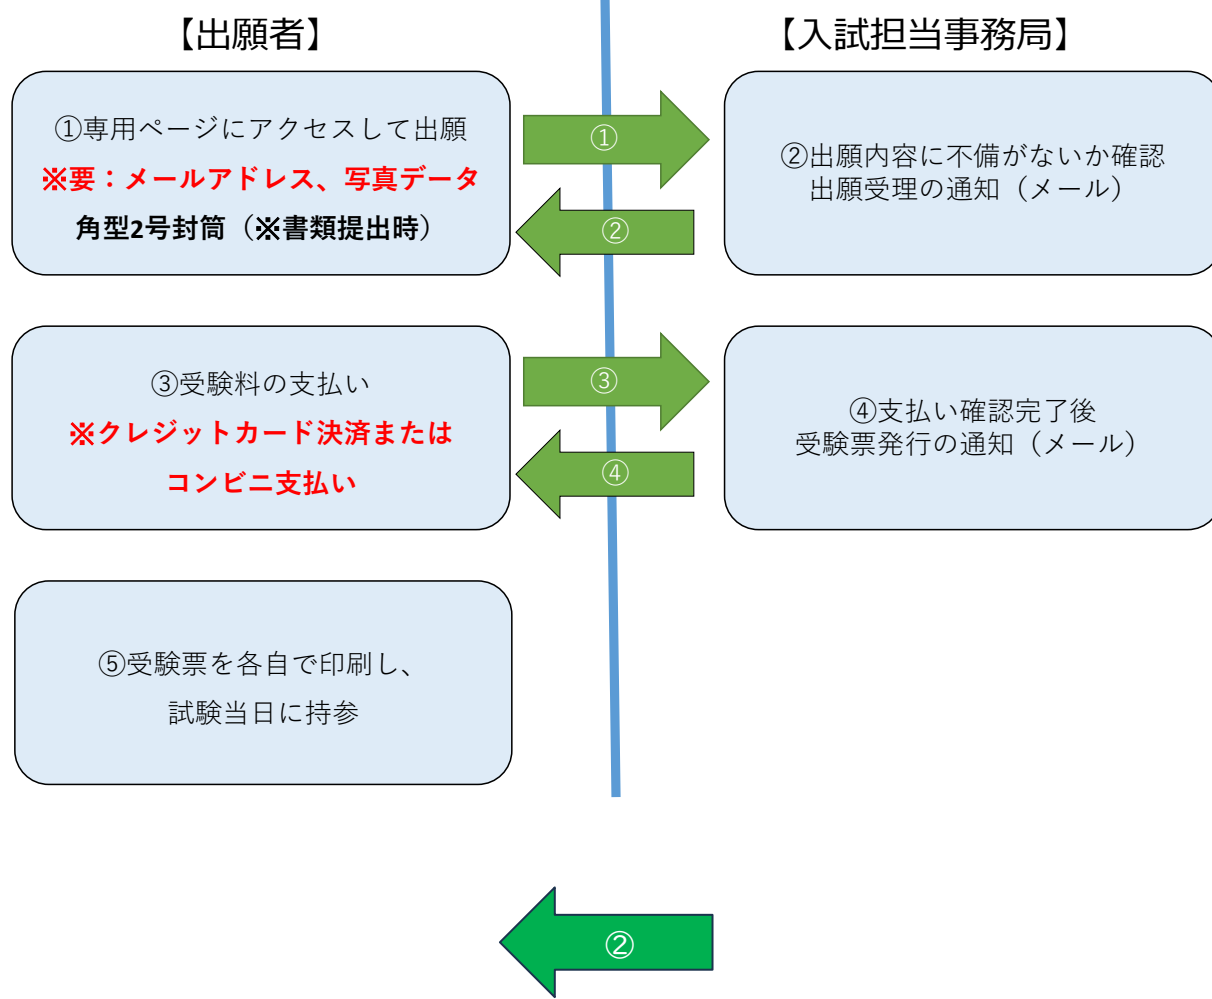 【出願者】
【入試担当事務局】
①専用ページにアクセスして出願
※要：メールアドレス、写真データ
角型2号封筒（※書類提出時）
①
②
②出願内容に不備がないか確認
出願受理の通知（メール）
③受験料の支払い
※クレジットカード決済または
コンビニ支払い
③
④
④支払い確認完了後
受験票発行の通知（メール）
⑤受験票を各自で印刷し、
試験当日に持参
②